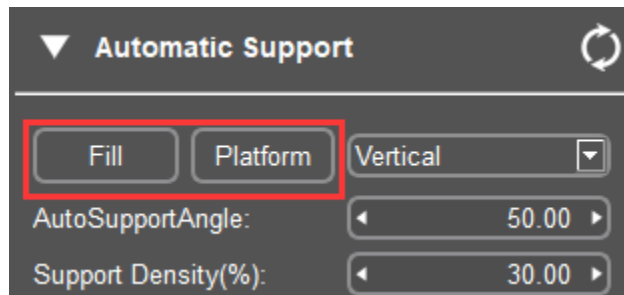 Automatic Support
Fill Platform Vertical
AutoSupportAngle: 50.00
Support Density(%): 30.00